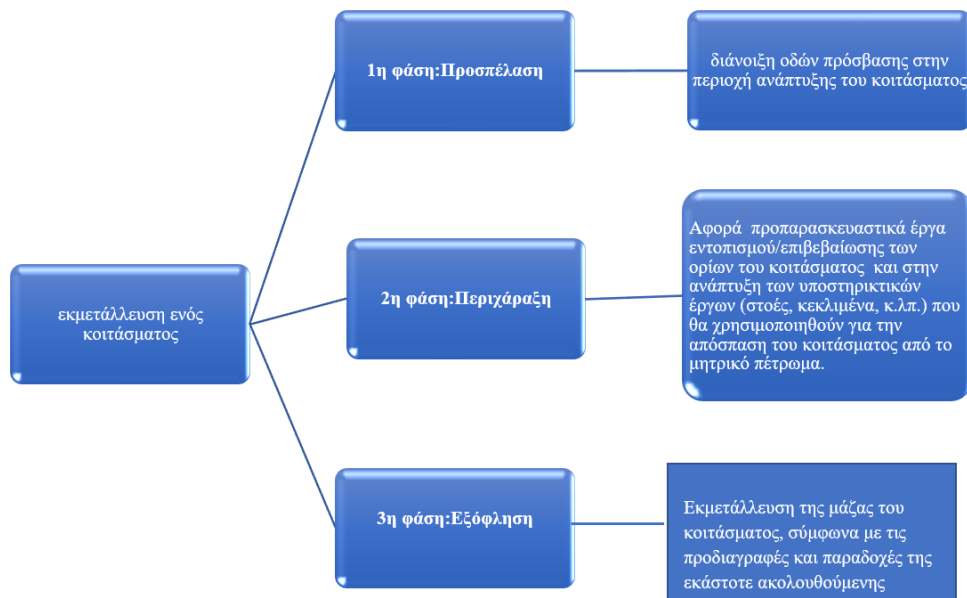 εκμετάλλευση ενός
κοιτάσματος
1η φάση:Προσπέλαση
διάνοιξη οδών πρόσβασης στην
περιοχή ανάπτυξης του κοιτάσματος
2η φάση:Περιχάραξη
Αφορά προπαρασκευαστικά έργα
εντοπισμού/επιβεβαίωσης των
ορίων του κοιτάσματος και στην
ανάπτυξη των υποστηρικτικών
έργων (στοές, κεκλιμένα, κ.λπ.) που
θα χρησιμοποιηθούν για την
απόσπαση του κοιτάσματος από το
μητρικό πέτρωμα.
3η φάση:Εξόφληση
Εκμετάλλευση της μάζας του
κοιτάσματος, σύμφωνα με τις
προδιαγραφές και παραδοχές της
εκάστοτε ακολουθούμενης